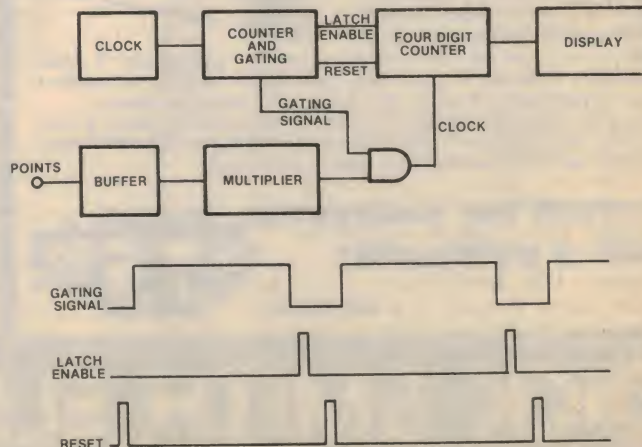 LATCH
ENABLE
CLOCK
COUNTER
AND
GATING
RESET
FOUR DIGIT
COUNTER
DISPLAY
GATING
SIGNAL
CLOCK
POINTS
BUFFER
MULTIPLIER
GATING
SIGNAL
LATCH
ENABLE
RESET